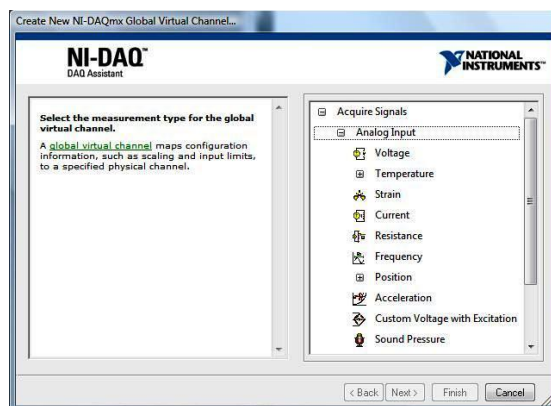 Create New NI-DAQmx Global Virtual Channel...
NI-DAQ™
DAQ Assistant
NATIONAL
INSTRUMENTS™
Select the measurement type for the global
virtual channel.
A global virtual channel maps configuration
information, such as scaling and input limits,
to a specified physical channel.
Acquire Signals
Analog Input
Voltage
Temperature
Strain
Current
Resistance
Frequency
Position
Acceleration
Custom Voltage with Excitation
Sound Pressure
< Back Next > Finish Cancel